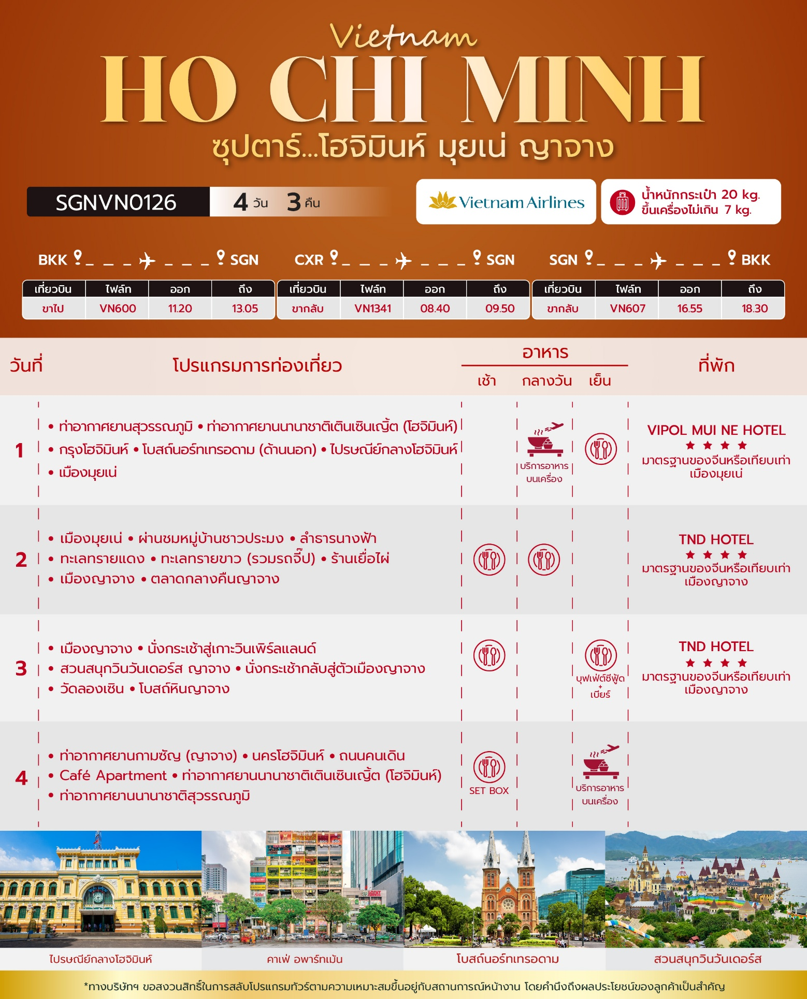 Vietnam
HO CHI MINH
ซุปตาร์...โฮจิมินห์ มุยเน่ ญาจาง
SGNVN0126 4 วัน 3 คืน
Vietnam Airlines
น้ำหนักกระเป๋า 20 kg.
ขึ้นเครื่องไม่เกิน 7 kg.
BKK SGN
เที่ยวบิน ไฟล์ท ออก ถึง
ขาไป VN600 11.20 13.05
CXR SGN
เที่ยวบิน ไฟล์ท ออก ถึง
ขากลับ VN1341 08.40 09.50
SGN BKK
เที่ยวบิน ไฟล์ท ออก ถึง
ขากลับ VN607 16.55 18.30
วันที่ โปรแกรมการท่องเที่ยว อาหาร ที่พัก
เช้า กลางวัน เย็น
1
• ท่าอากาศยานสุวรรณภูมิ • ท่าอากาศยานนานาชาติเตินเซินเญิ้ต (โฮจิมินห์)
• กรุงโฮจิมินห์ • โบสถ์นอร์ทเทรอดาม (ด้านนอก) • ไปรษณีย์กลางโฮจิมินห์
• เมืองมุยเน่
บริการอาหาร
บนเครื่อง
VIPOL MUI NE HOTEL
มาตรฐานของจีนหรือเทียบเท่า
เมืองมุยเน่
2
• เมืองมุยเน่ • ผ่านชมหมู่บ้านชาวประมง • ลำธารนางฟ้า
• ทะเลทรายแดง • ทะเลทรายขาว (รวมรถจี๊ป) • ร้านเยื่อไผ่
• เมืองญาจาง • ตลาดกลางคืนญาจาง
TND HOTEL
มาตรฐานของจีนหรือเทียบเท่า
เมืองญาจาง
3
• เมืองญาจาง • นั่งกระเช้าสู่เกาะวินเพิร์ลแลนด์
• สวนสนุกวินวันเดอร์ส ญาจาง • นั่งกระเช้ากลับสู่ตัวเมืองญาจาง
• วัดลองเซิน • โบสถ์หินญาจาง
บุฟเฟ่ต์ซีฟู้ด
+
เบียร์
TND HOTEL
มาตรฐานของจีนหรือเทียบเท่า
เมืองญาจาง
4
• ท่าอากาศยานกามซัญ (ญาจาง) • นครโฮจิมินห์ • ถนนคนเดิน
• Café Apartment • ท่าอากาศยานนานาชาติเตินเซินเญิ้ต (โฮจิมินห์)
• ท่าอากาศยานนานาชาติสุวรรณภูมิ
SET BOX
บริการอาหาร
บนเครื่อง
ไปรษณีย์กลางโฮจิมินห์
คาเฟ่ อพาร์ทเม้น
โบสถ์นอร์ทเทรอดาม
สวนสนุกวินวันเดอร์ส
*ทางบริษัทฯ ขอสงวนสิทธิ์ในการสลับโปรแกรมทัวร์ตามความเหมาะสมขึ้นอยู่กับสถานการณ์หน้างาน โดยคำนึงถึงผลประโยชน์ของลูกค้าเป็นสำคัญ